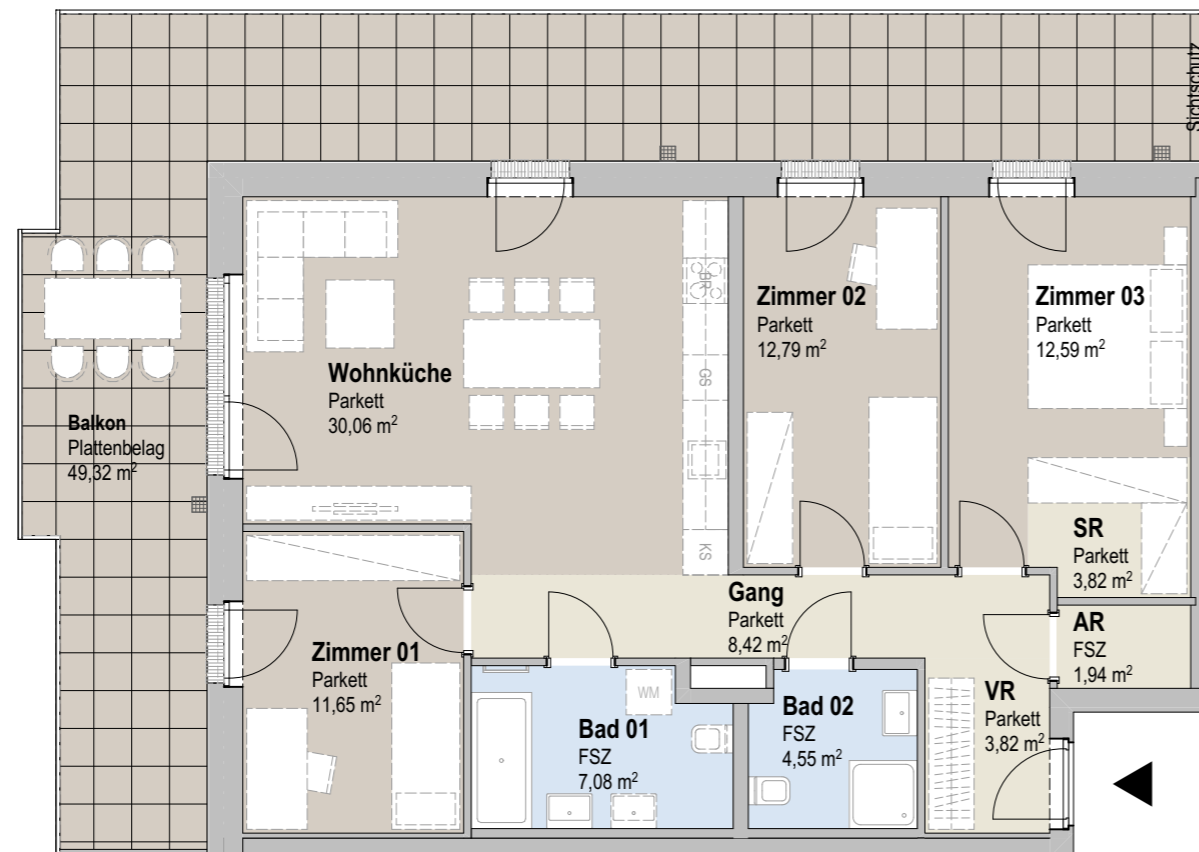 Sichtschutz
BR
GS
KS
Wohnküche
Parkett
30,06 m²
Zimmer 02
Parkett
12,79 m²
Zimmer 03
Parkett
12,59 m²
Balkon
Plattenbelag
49,32 m²
SR
Parkett
3,82 m²
Gang
Parkett
8,42 m²
AR
FSZ
1,94 m²
Zimmer 01
Parkett
11,65 m²
WM
Bad 01
FSZ
7,08 m²
Bad 02
FSZ
4,55 m²
VR
Parkett
3,82 m²